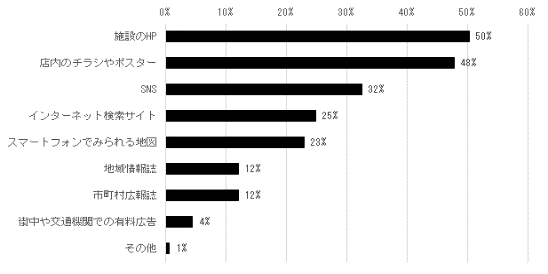 0% 10% 20% 30% 40% 50% 60%
施設のHP 50%
店内のチラシやポスター 48%
SNS 32%
インターネット検索サイト 25%
スマートフォンでみられる地図 23%
地域情報誌 12%
市町村広報誌 12%
街中や交通機関での有料広告 4%
その他 1%